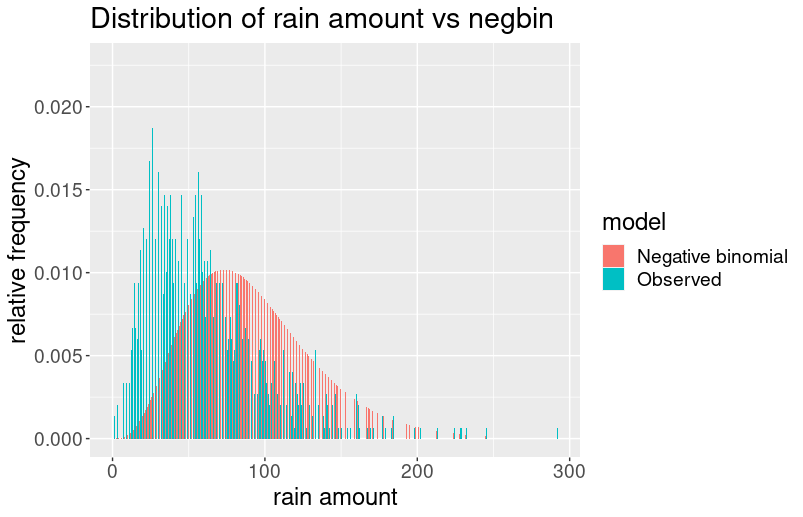 Distribution of rain amount vs negbin
relative frequency
0.020
0.015
0.010
0.005
0.000
0
100
200
300
rain amount
model
Negative binomial
Observed